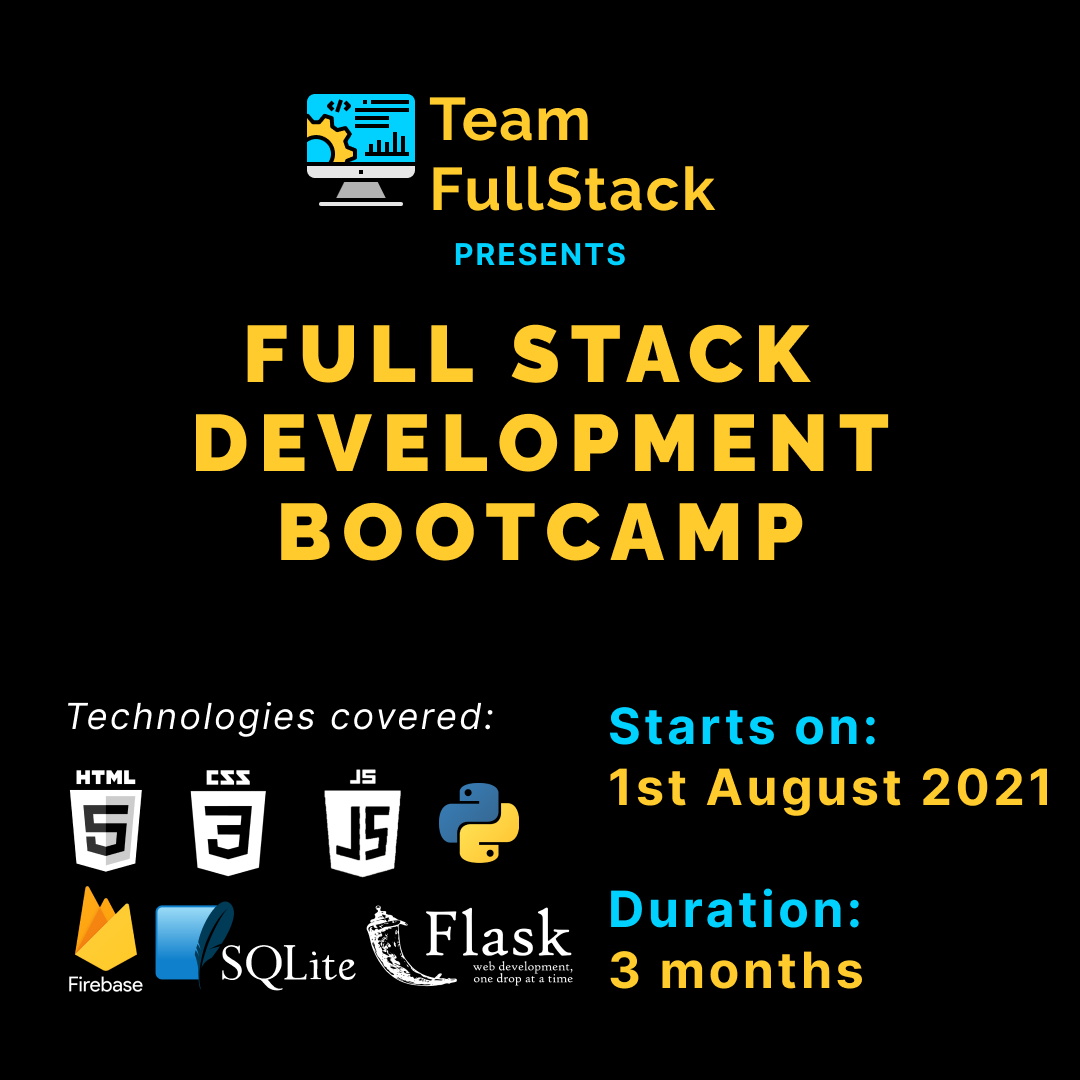 </>
Team
FullStack
PRESENTS
FULL STACK
DEVELOPMENT
BOOTCAMP
Technologies covered:
HTML
5
CSS
3
JS
JS
Firebase
SQLite
Flask
web development,
one drop at a time
Starts on:
1st August 2021
Duration:
3 months